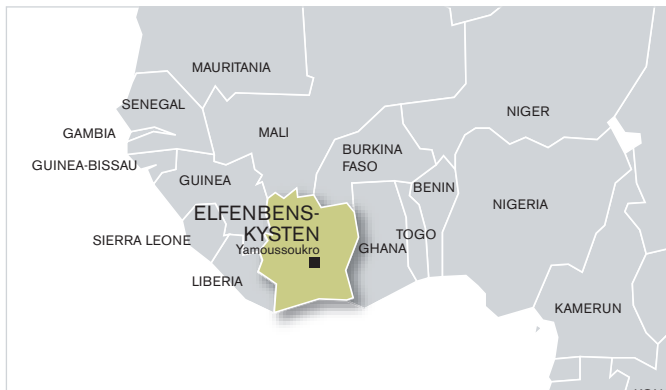 MAURITANIA
SENEGAL
NIGER
GAMBIA
MALI
BURKINA
FASO
GUINEA-BISSAU
GUINEA
BENIN
NIGERIA
ELFENBENS-
KYSTEN
Yamoussoukro
TOGO
SIERRA LEONE
GHANA
LIBERIA
KAMERUN